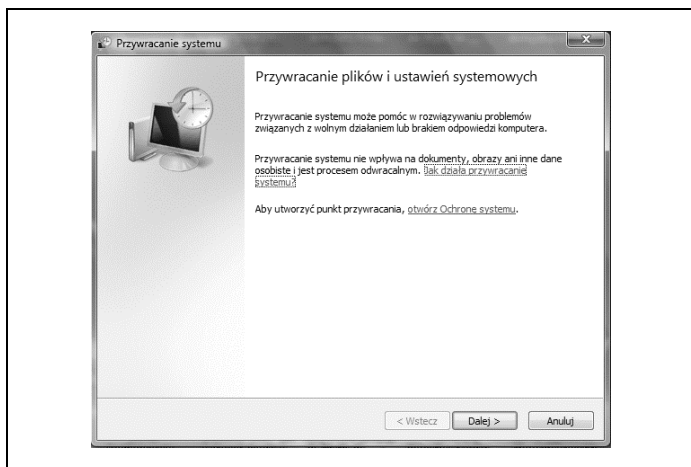 Przywracanie systemu
Przywracanie plików i ustawień systemowych
Przywracanie systemu może pomóc w rozwiązywaniu problemów
związanych z wolnym działaniem lub brakiem odpowiedzi komputera.
Przywracanie systemu nie wpływa na dokumenty, obrazy ani inne dane
osobiste i jest procesem odwracalnym. Jak działa przywracanie
systemu?
Aby utworzyć punkt przywracania, otwórz Ochronę systemu.
< Wstecz Dalej > Anuluj